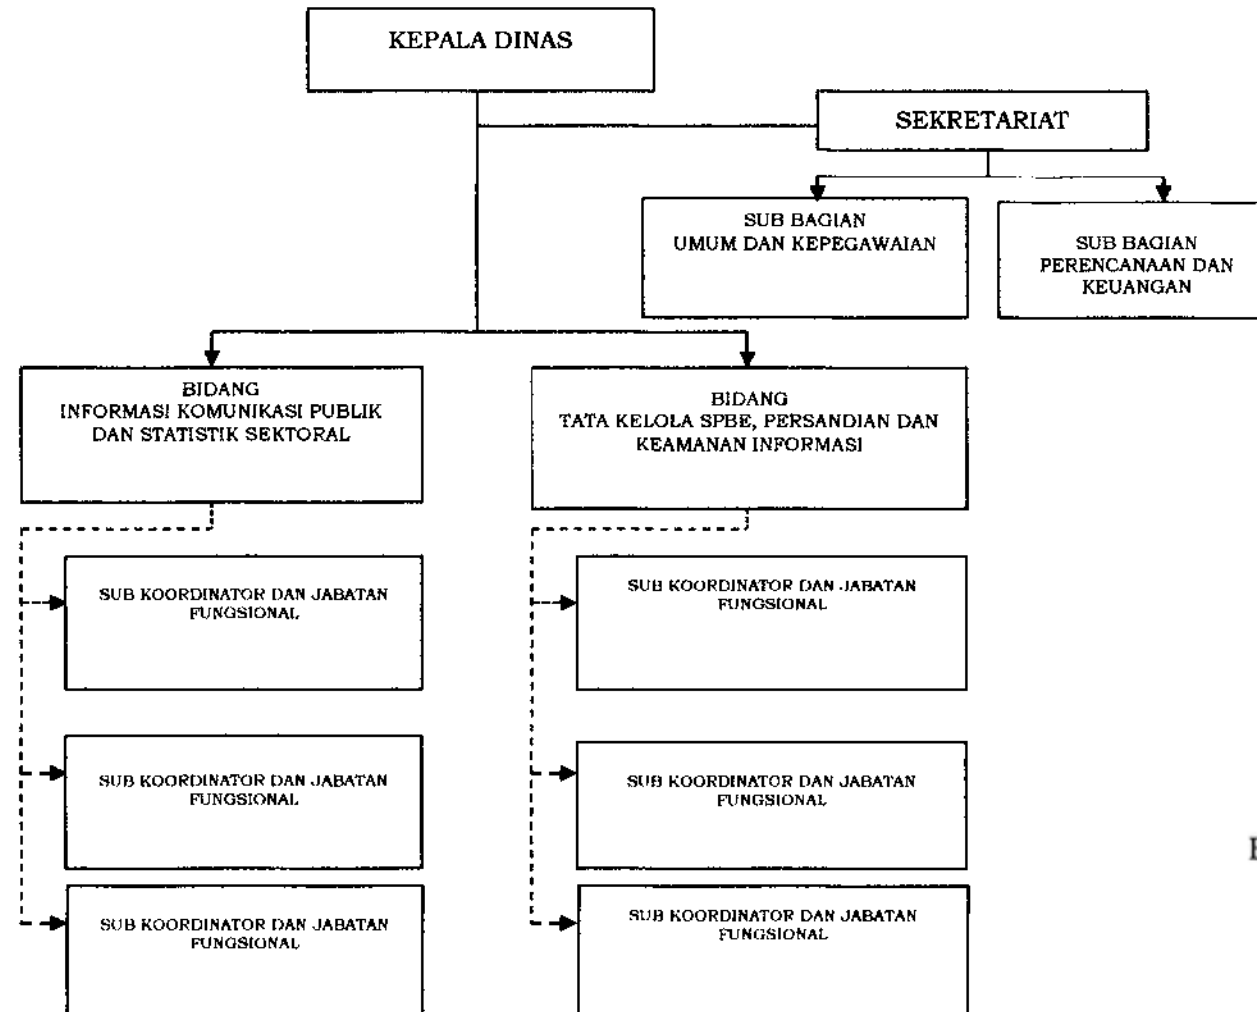 KEPALA DINAS
SEKRETARIAT
SUB BAGIAN
UMUM DAN KEPEGAWAIAN
SUB BAGIAN
PERENCANAAN DAN
KEUANGAN
BIDANG
INFORMASI KOMUNIKASI PUBLIK
DAN STATISTIK SEKTORAL
BIDANG
TATA KELOLA SPBE, PERSANDIAN DAN
KEAMANAN INFORMASI
SUB KOORDINATOR DAN JABATAN
FUNGSIONAL
SUB KOORDINATOR DAN JABATAN
FUNGSIONAL
SUB KOORDINATOR DAN JABATAN
FUNGSIONAL
SUB KOORDINATOR DAN JABATAN
FUNGSIONAL
SUB KOORDINATOR DAN JABATAN
FUNGSIONAL
SUB KOORDINATOR DAN JABATAN
FUNGSIONAL